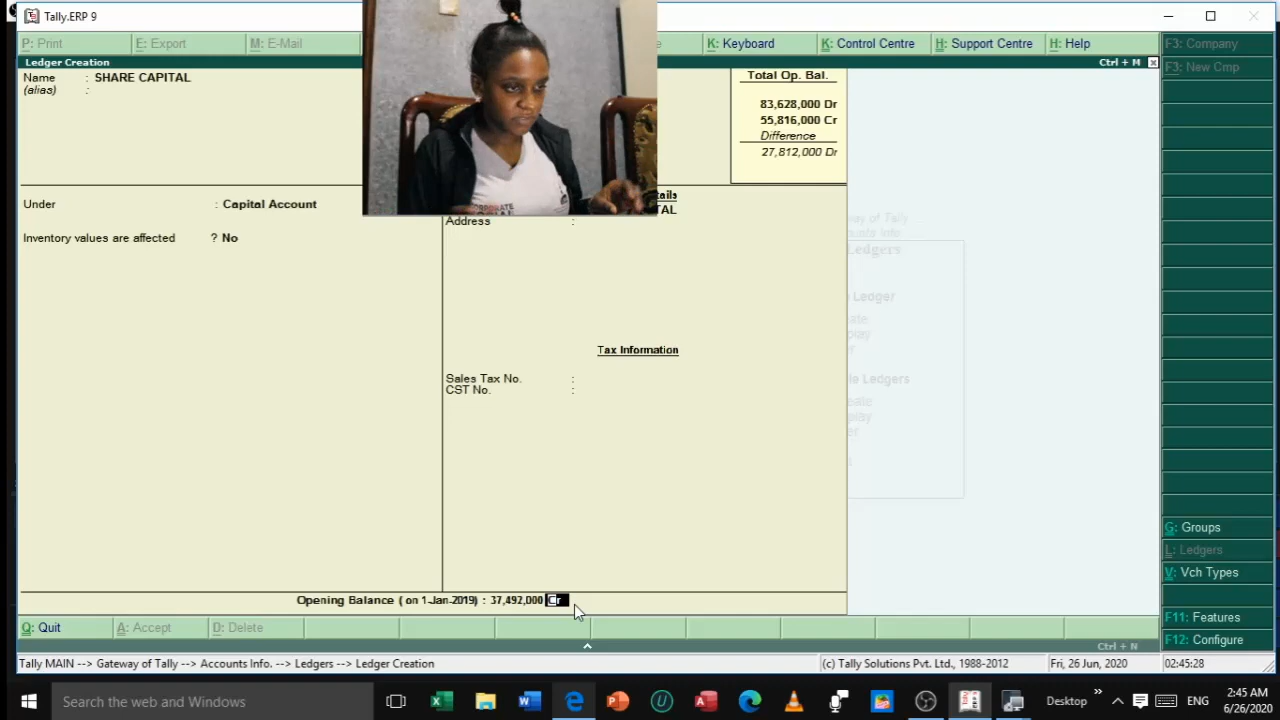 Tally.ERP 9
P: Print E: Export M: E-Mail K: Keyboard K: Control Centre H: Support Centre H: Help F3: Company
Ledger Creation Ctrl + M
F3: New Cmp
Name : SHARE CAPITAL
(alias) :
Total Op. Bal.
83,628,000 Dr
55,816,000 Cr
Difference
27,812,000 Dr
Under : Capital Account
Address :
Inventory values are affected ? No
Ledgers
Tax Information
Sales Tax No. :
CST No. :
Opening Balance ( on 1-Jan-2019) : 37,492,000 Cr
G: Groups
L: Ledgers
V: Vch Types
F11: Features
F12: Configure
Q: Quit A: Accept D: Delete
Ctrl + N
Tally MAIN --> Gateway of Tally --> Accounts Info. --> Ledgers --> Ledger Creation (c) Tally Solutions Pvt. Ltd., 1988-2012 Fri, 26 Jun, 2020 02:45:28
Search the web and Windows Desktop ENG 2:45 AM
6/26/2020